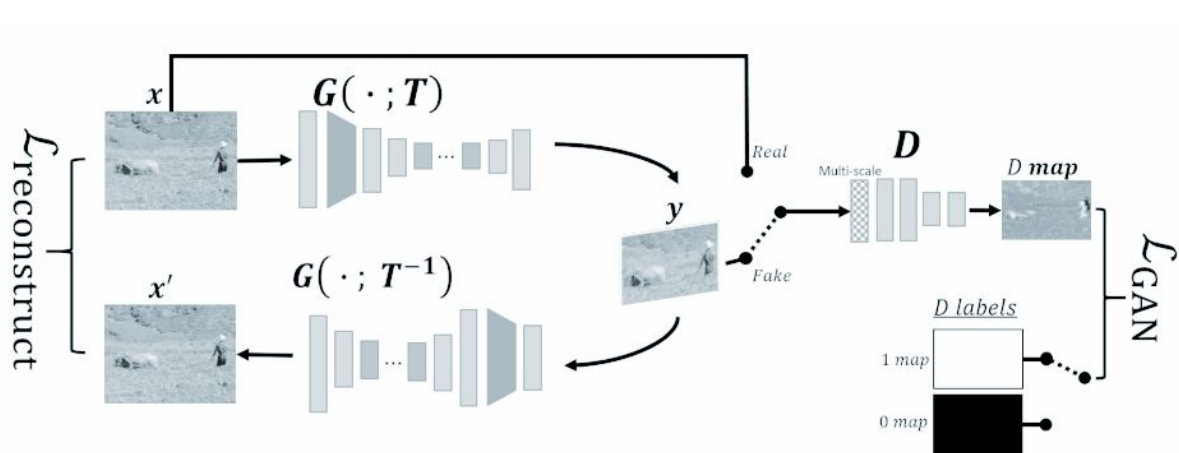 x
G( · ; T)
ℒreconstruct
Real
D
Multi-scale
D map
y
Fake
G( · ; T⁻¹)
x′
ℒGAN
D labels
1 map
0 map
...
...